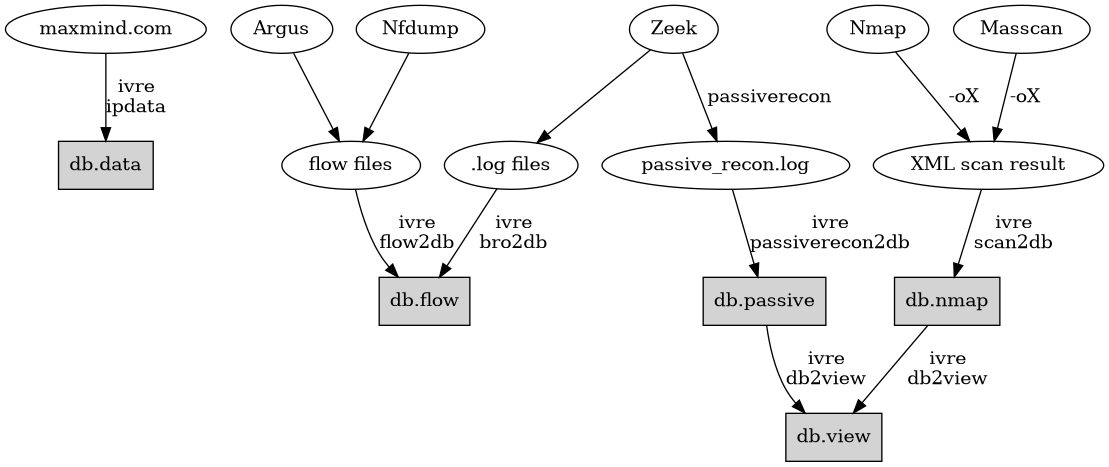 maxmind.com
Argus
Nfdump
Zeek
Nmap
Masscan
ivre
ipdata
passiverecon
-oX
-oX
db.data
flow files
.log files
passive_recon.log
XML scan result
ivre
flow2db
ivre
bro2db
ivre
passiverecon2db
ivre
scan2db
db.flow
db.passive
db.nmap
ivre
db2view
ivre
db2view
db.view